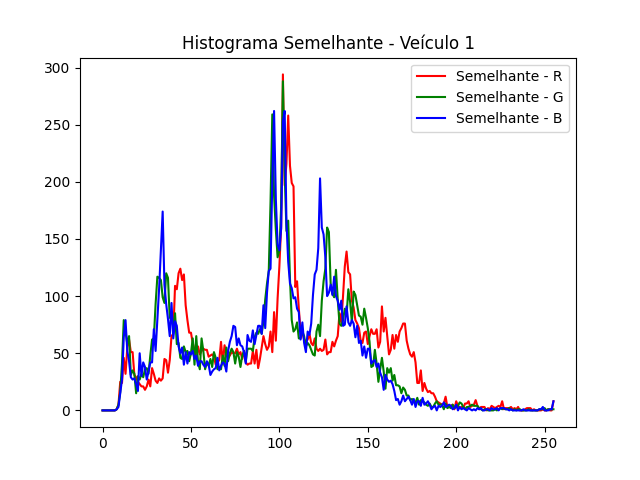 Histograma Semelhante - Veículo 1
Semelhante - R
Semelhante - G
Semelhante - B
300
250
200
150
100
50
0
0 50 100 150 200 250